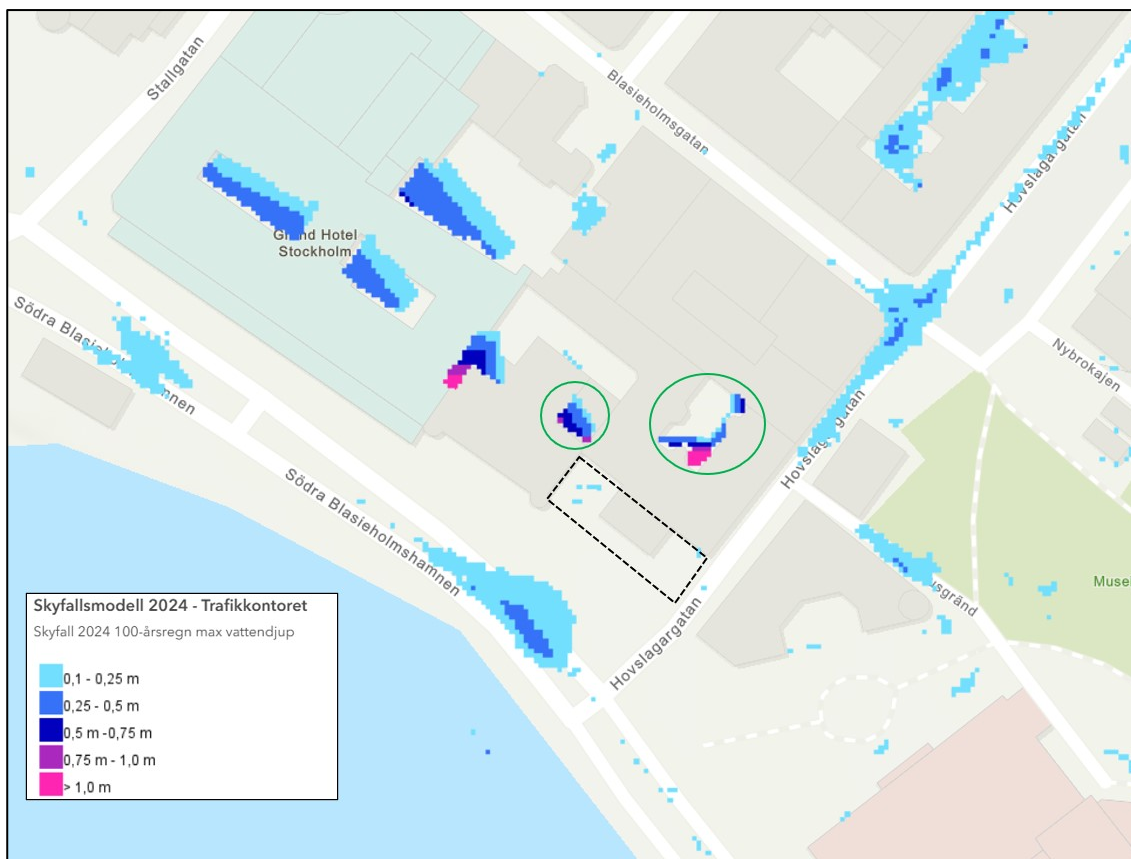 Stallgatan
Blasieholmsgatan
Hovslagargatan
Grand Hotel
Stockholm
Södra Blasieholmshamnen
Nybrokajen
Hovslagargatan
Södra Blasieholmshamnen
Musei
usgränd
Hovslagargatan
Skyfallsmodell 2024 - Trafikkontoret
Skyfall 2024 100-årsregn max vattendjup
0,1 - 0,25 m
0,25 - 0,5 m
0,5 m -0,75 m
0,75 m - 1,0 m
> 1,0 m